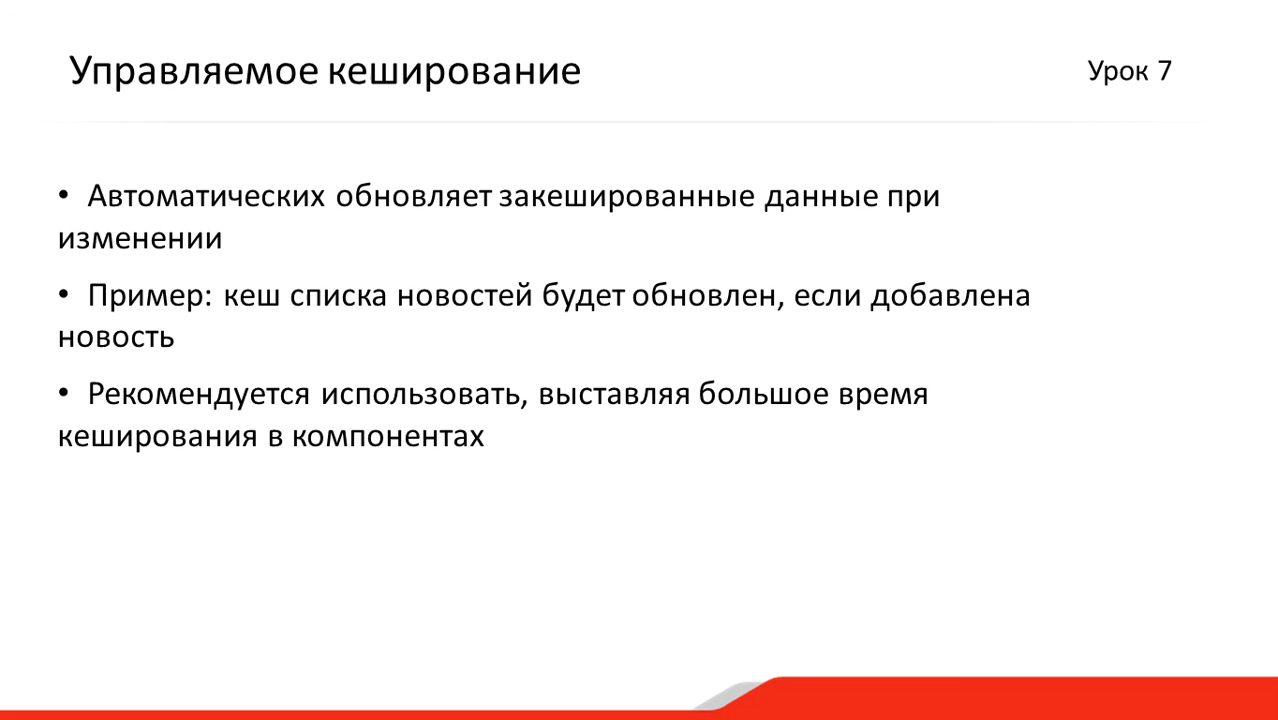 Управляемое кеширование
Урок 7
• Автоматических обновляет закешированные данные при
изменении
• Пример: кеш списка новостей будет обновлен, если добавлена
новость
• Рекомендуется использовать, выставляя большое время
кеширования в компонентах